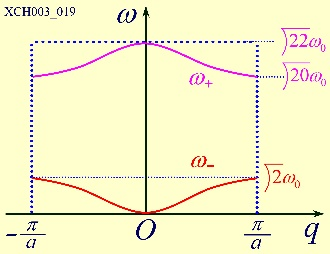 XCH003_019
ω
√22ω₀
√20ω₀
ω₊
ω₋
√2ω₀
-π/a
O
π/a
q